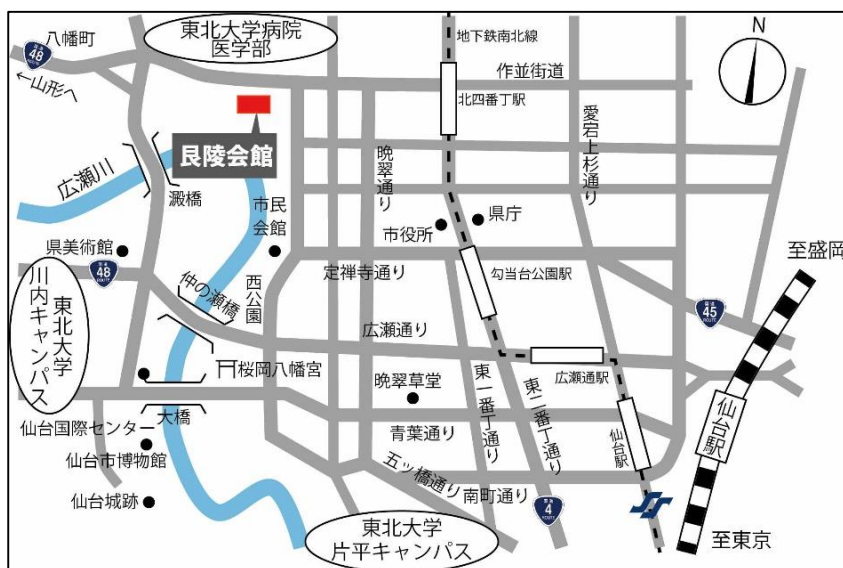 八幡町
48
ROUTE
←山形へ
東北大学病院
医学部
地下鉄南北線
作並街道
北四番丁駅
N
艮陵会館
広瀬川
澱橋
市民
会館
晩翠通り
愛宕上杉通り
市役所
県庁
県美術館
48
ROUTE
仲の瀬橋
西公園
定禅寺通り
勾当台公園駅
至盛岡
45
ROUTE
東北大学
川内キャンパス
広瀬通り
広瀬通駅
桜岡八幡宮
晩翠草堂
東一番丁通り
東二番丁通り
仙台駅
仙台駅
大橋
仙台国際センター
仙台市博物館
青葉通り
五ッ橋通り
南町通り
仙台城跡
4
ROUTE
東北大学
片平キャンパス
至東京